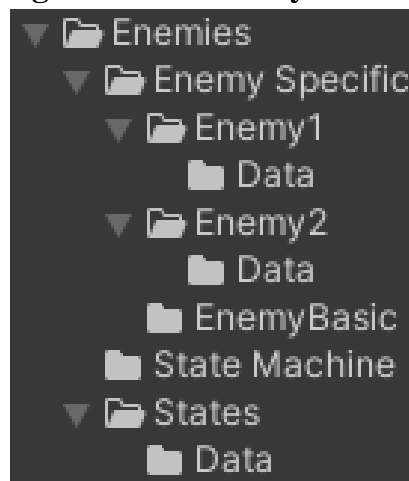 Enemies
Enemy Specific
Enemy1
Data
Enemy2
Data
EnemyBasic
State Machine
States
Data